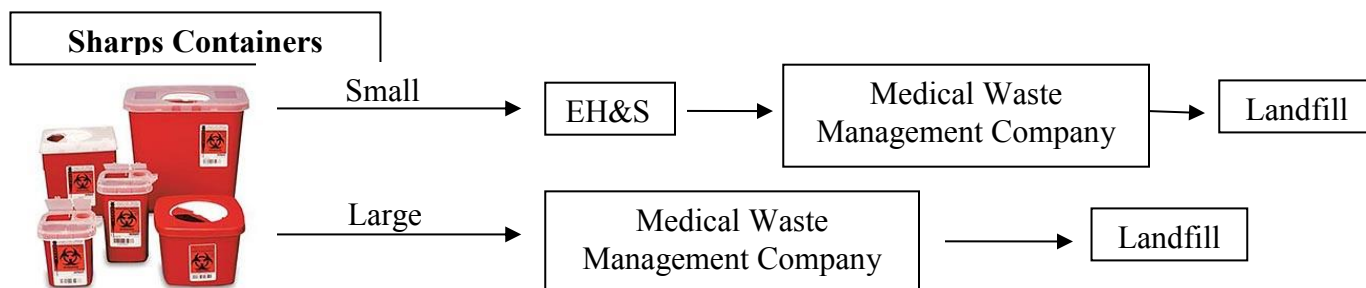 Sharps Containers
Small
EH&S
Medical Waste
Management Company
Landfill
Large
Medical Waste
Management Company
Landfill